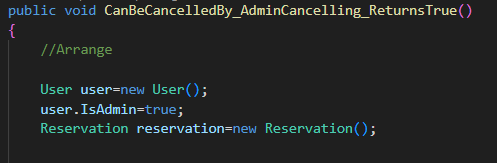 public void CanBeCancelledBy_AdminCancelling_ReturnsTrue()
{
//Arrange
User user=new User();
user.IsAdmin=true;
Reservation reservation=new Reservation();